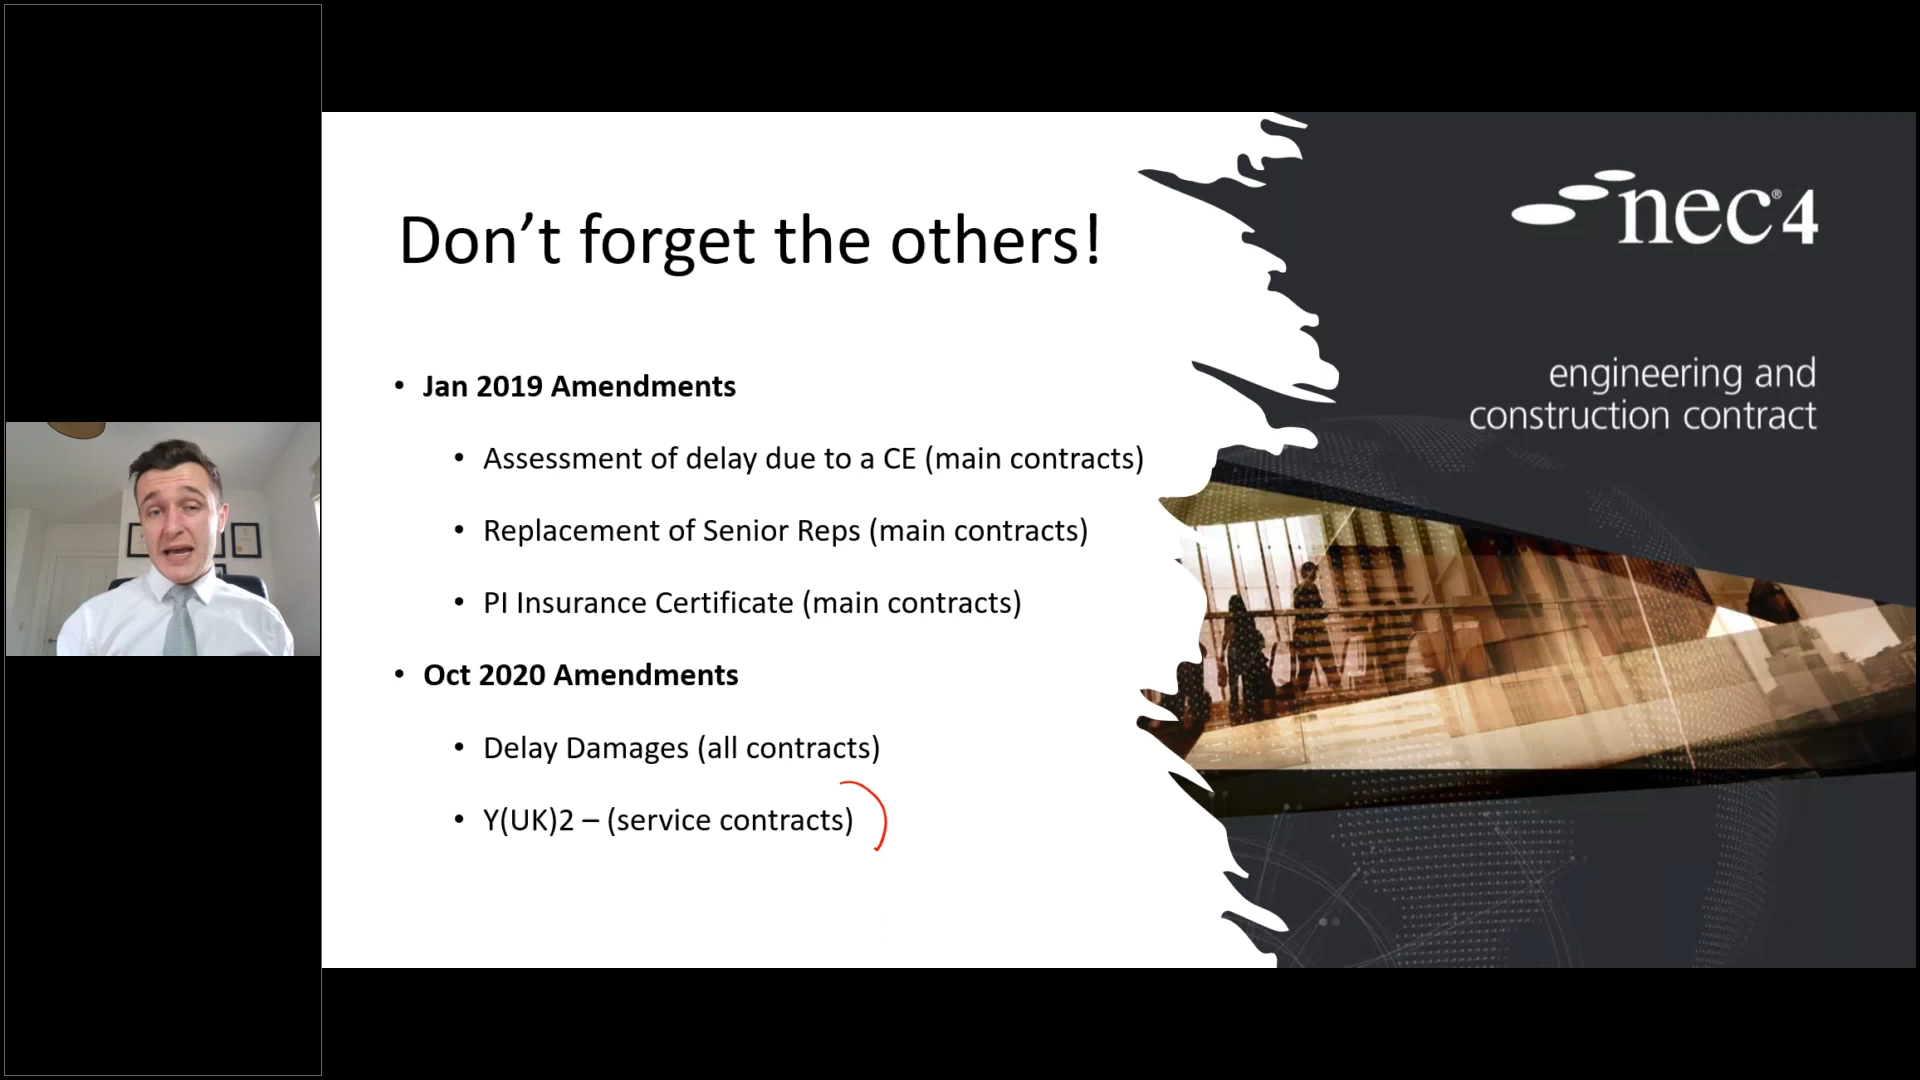 Don’t forget the others!
• Jan 2019 Amendments
• Assessment of delay due to a CE (main contracts)
• Replacement of Senior Reps (main contracts)
• PI Insurance Certificate (main contracts)
• Oct 2020 Amendments
• Delay Damages (all contracts)
• Y(UK)2 – (service contracts)
nec®4
engineering and
construction contract